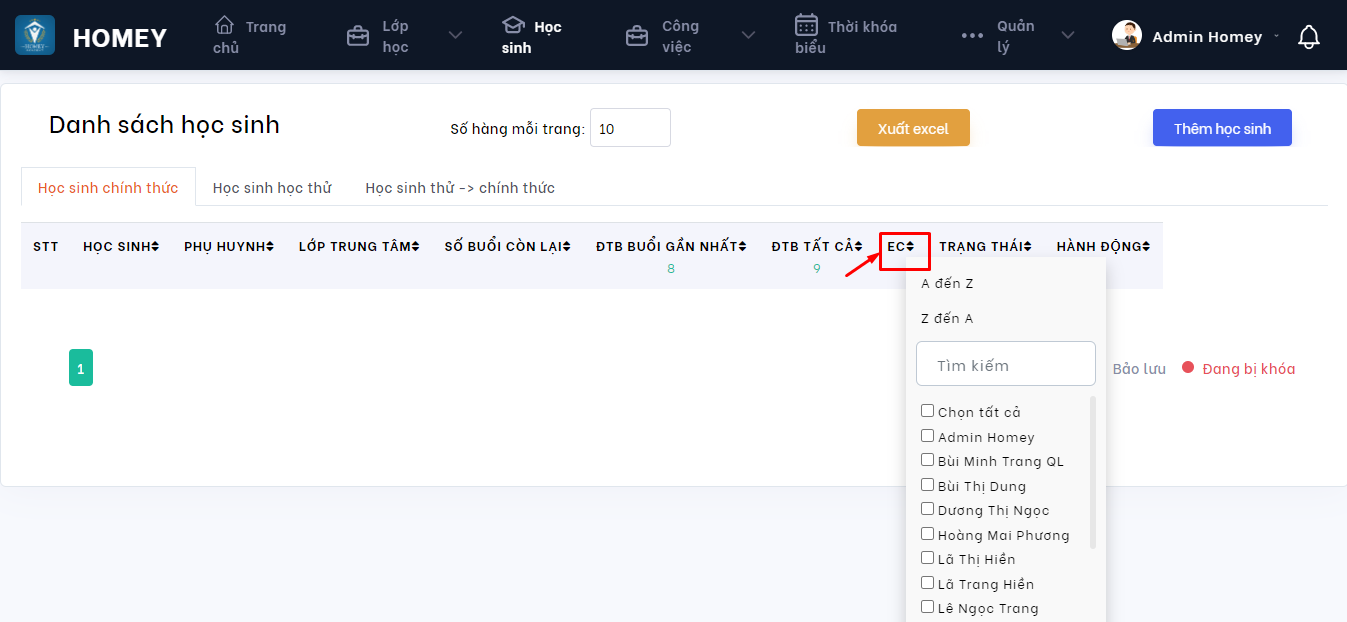 HOMEY
Trang chủ
Lớp học
Học sinh
Công việc
Thời khóa biểu
Quản lý
Admin Homey
Danh sách học sinh
Số hàng mỗi trang: 10
Xuất excel
Thêm học sinh
Học sinh chính thức
Học sinh học thử
Học sinh thử -> chính thức
STT
HỌC SINH
PHỤ HUYNH
LỚP TRUNG TÂM
SỐ BUỔI CÒN LẠI
ĐTB BUỔI GẦN NHẤT
8
ĐTB TẤT CẢ
9
EC
TRẠNG THÁI
HÀNH ĐỘNG
A đến Z
Z đến A
Tìm kiếm
Chọn tất cả
Admin Homey
Bùi Minh Trang QL
Bùi Thị Dung
Dương Thị Ngọc
Hoàng Mai Phương
Lã Thị Hiền
Lã Trang Hiền
Lê Ngọc Trang
1
Bảo lưu
Đang bị khóa